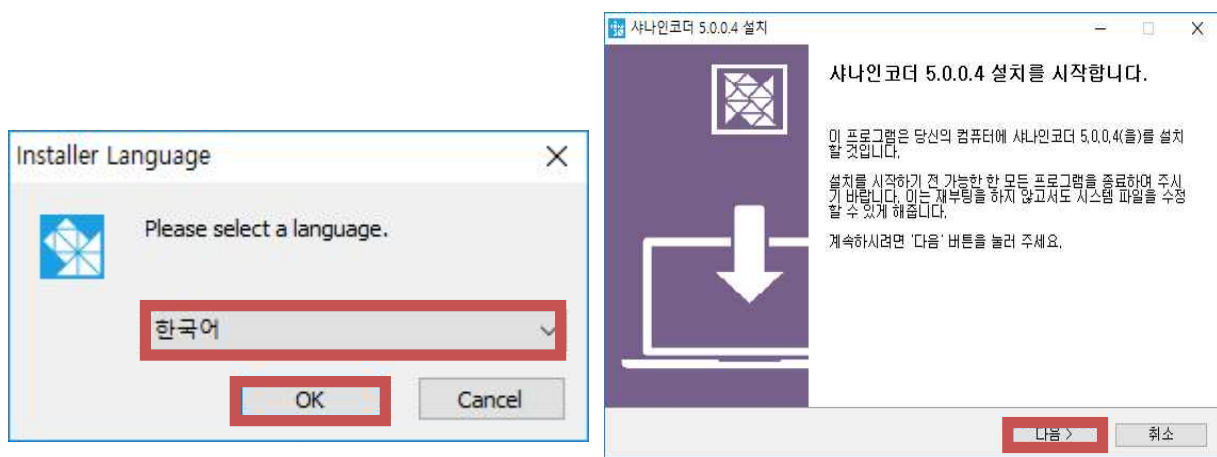 Installer Language
Please select a language.
한국어
OK
Cancel
샤나인코더 5.0.0.4 설치
샤나인코더 5.0.0.4 설치를 시작합니다.
이 프로그램은 당신의 컴퓨터에 샤나인코더 5.0.0.4(을)를 설치
할 것입니다.
설치를 시작하기 전 가능한 한 모든 프로그램을 종료하여 주시
기 바랍니다. 이는 재부팅을 하지 않고서도 시스템 파일을 수정
할 수 있게 해줍니다.
계속하시려면 '다음' 버튼을 눌러 주세요.
다음 >
취소